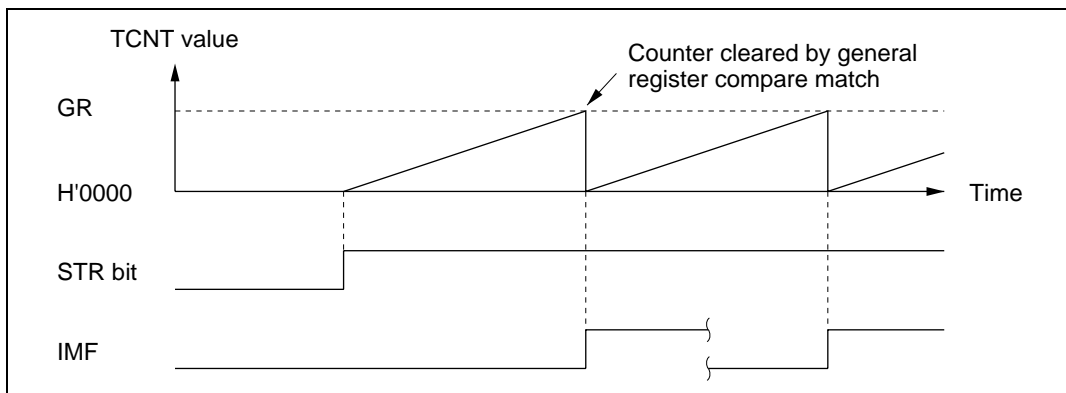 TCNT value
Counter cleared by general
register compare match
GR
H'0000
Time
STR bit
IMF